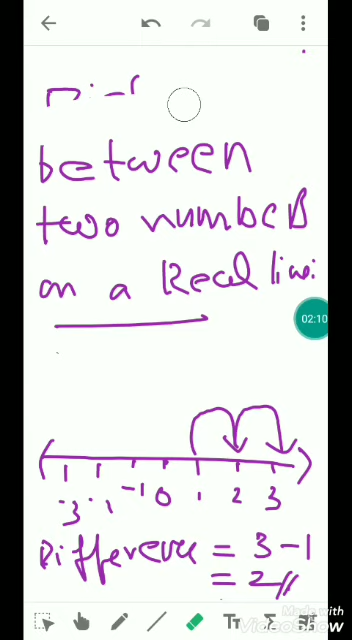 between
two numbers
on a Real line
02:10
-3 -1 0 1 2 3
Difference = 3-1
= 2//
Tт Σ
Made with
VideoShow